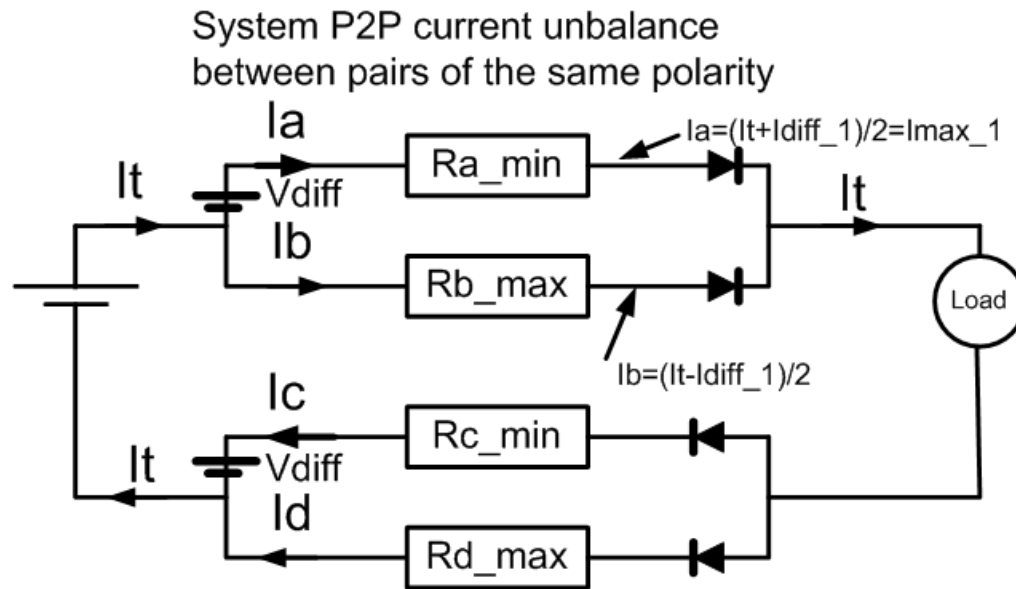 System P2P current unbalance
between pairs of the same polarity
Ia
Ia=(It+Idiff_1)/2=Imax_1
Ra_min
It
Vdiff
It
Ib
Rb_max
Load
Ib=(It-Idiff_1)/2
Ic
Rc_min
It
Vdiff
Id
Rd_max